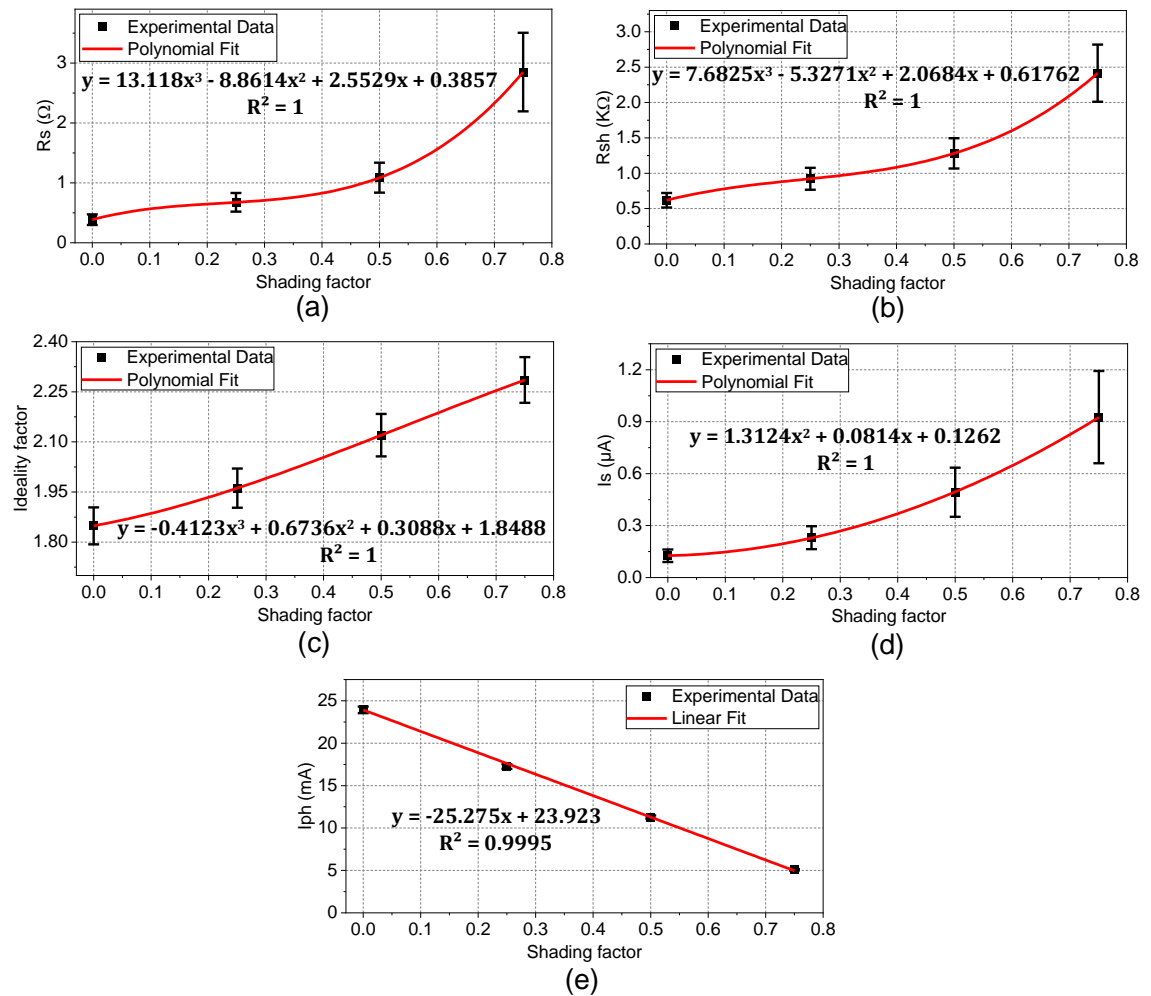 Experimental Data
Polynomial Fit
y = 13.118x³ - 8.8614x² + 2.5529x + 0.3857
R² = 1
Rs (Ω)
3
2
1
0
0.0 0.1 0.2 0.3 0.4 0.5 0.6 0.7 0.8
Shading factor
(a)
Experimental Data
Polynomial Fit
y = 7.6825x³ - 5.3271x² + 2.0684x + 0.61762
R² = 1
Rsh (KΩ)
3.0
2.5
2.0
1.5
1.0
0.5
0.0
0.0 0.1 0.2 0.3 0.4 0.5 0.6 0.7 0.8
Shading factor
(b)
Experimental Data
Polynomial Fit
y = -0.4123x³ + 0.6736x² + 0.3088x + 1.8488
R² = 1
Ideality factor
2.40
2.25
2.10
1.95
1.80
0.0 0.1 0.2 0.3 0.4 0.5 0.6 0.7 0.8
Shading factor
(c)
Experimental Data
Polynomial Fit
y = 1.3124x² + 0.0814x + 0.1262
R² = 1
Is (µA)
1.2
0.9
0.6
0.3
0.0
0.0 0.1 0.2 0.3 0.4 0.5 0.6 0.7 0.8
Shading factor
(d)
Experimental Data
Linear Fit
y = -25.275x + 23.923
R² = 0.9995
Iph (mA)
25
20
15
10
5
0
0.0 0.1 0.2 0.3 0.4 0.5 0.6 0.7 0.8
Shading factor
(e)